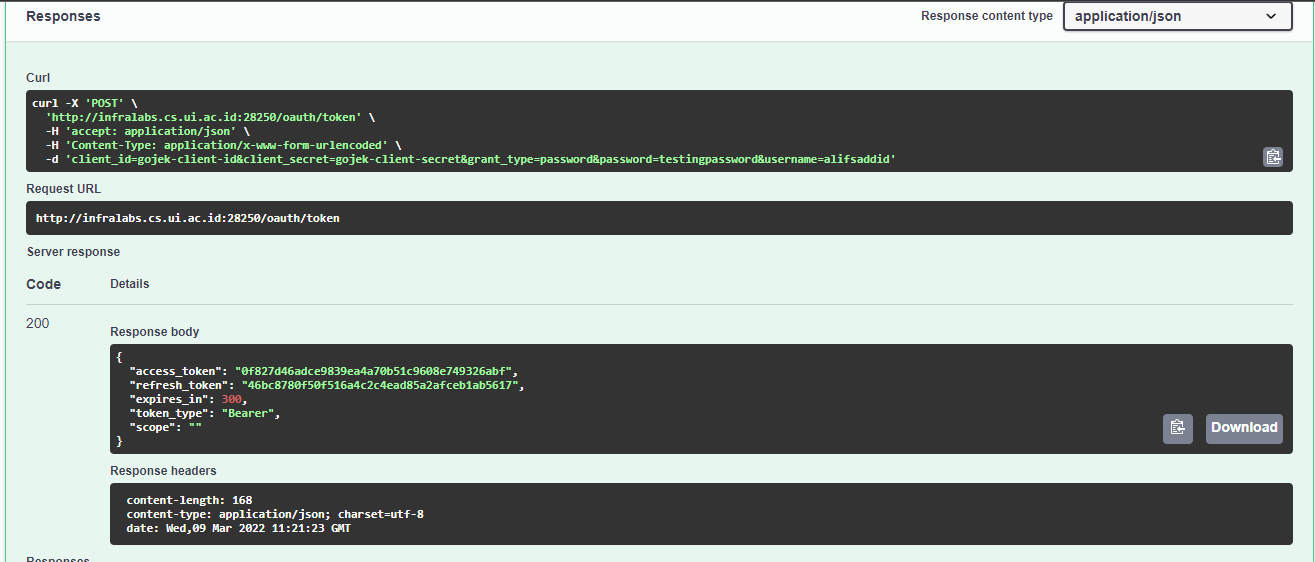 Responses
Response content type
application/json
Curl
curl -X 'POST' \
'http://infralabs.cs.ui.ac.id:28250/oauth/token' \
-H 'accept: application/json' \
-H 'Content-Type: application/x-www-form-urlencoded' \
-d 'client_id=gojek-client-id&client_secret=gojek-client-secret&grant_type=password&password=testingpassword&username=alifsaddid'
Request URL
http://infralabs.cs.ui.ac.id:28250/oauth/token
Server response
Code Details
200
Response body
{
"access_token": "0f827d46adce9839ea4a70b51c9608e749326abf",
"refresh_token": "46bc8780f50f516a4c2c4ead85a2afceb1ab5617",
"expires_in": 300,
"token_type": "Bearer",
"scope": ""
}
Download
Response headers
content-length: 168
content-type: application/json; charset=utf-8
date: Wed,09 Mar 2022 11:21:23 GMT
Responses